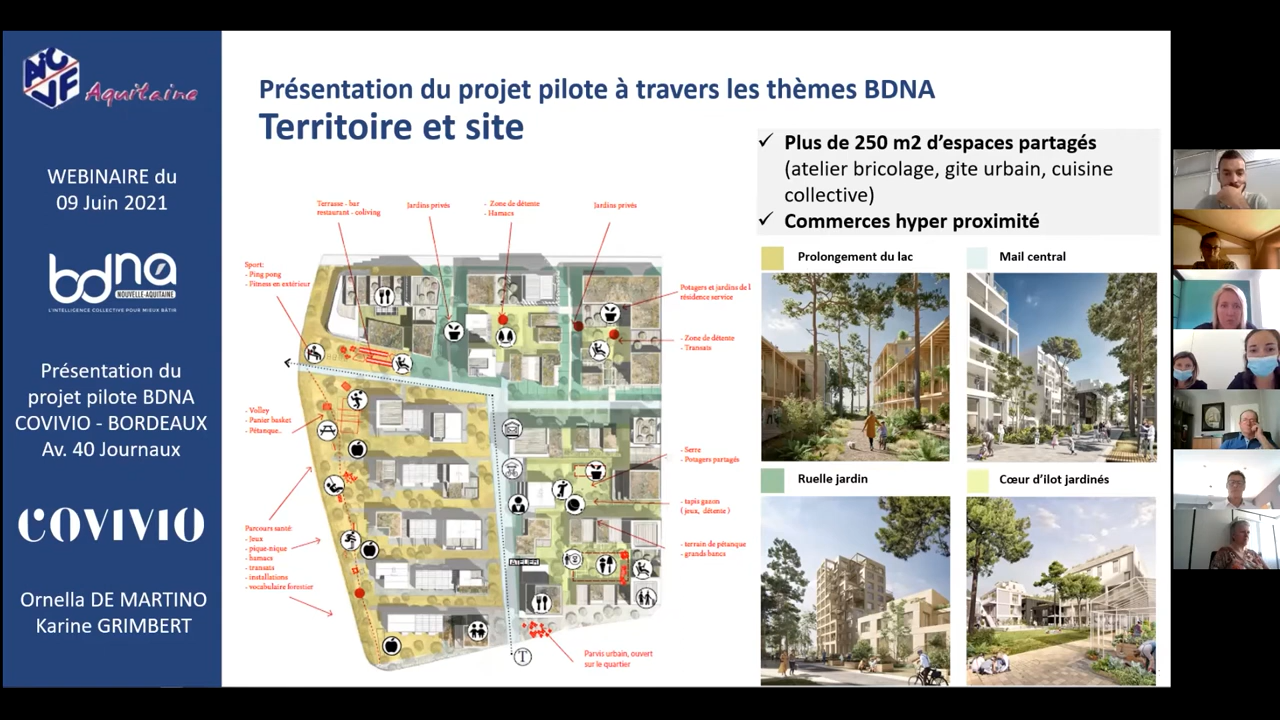 NICUF
Aquitaine
WEBINAIRE du
09 Juin 2021
bdna
NOUVELLE-AQUITAINE
L'INTELLIGENCE COLLECTIVE POUR MIEUX BÂTIR
Présentation du
projet pilote BDNA
COVIVIO - BORDEAUX
Av. 40 Journaux
COVIVIO
Ornella DE MARTINO
Karine GRIMBERT
Présentation du projet pilote à travers les thèmes BDNA
Territoire et site
✓ Plus de 250 m2 d'espaces partagés
(atelier bricolage, gite urbain, cuisine
collective)
✓ Commerces hyper proximité
Terrasse - bar
restaurant - coliving
Jardins privés
- Zone de détente
- Hamacs
Jardins privés
Sport:
- Ping pong
- Fitness en extérieur
Potagers et jardins de l
résidence service
- Zone de détente
- Transats
- Volley
- Panier basket
- Pétanque..
- Serre
- Potagers partagés
- tapis gazon
( jeux, détente )
- terrain de pétanque
- grands bancs
Parcours santé:
- Jeux
- pique-nique
- hamacs
- transats
- installations
- vocabulaire forestier
ATELIER
T
Parvis urbain, ouvert
sur le quartier
Prolongement du lac
Mail central
Ruelle jardin
Cœur d'ilot jardinés